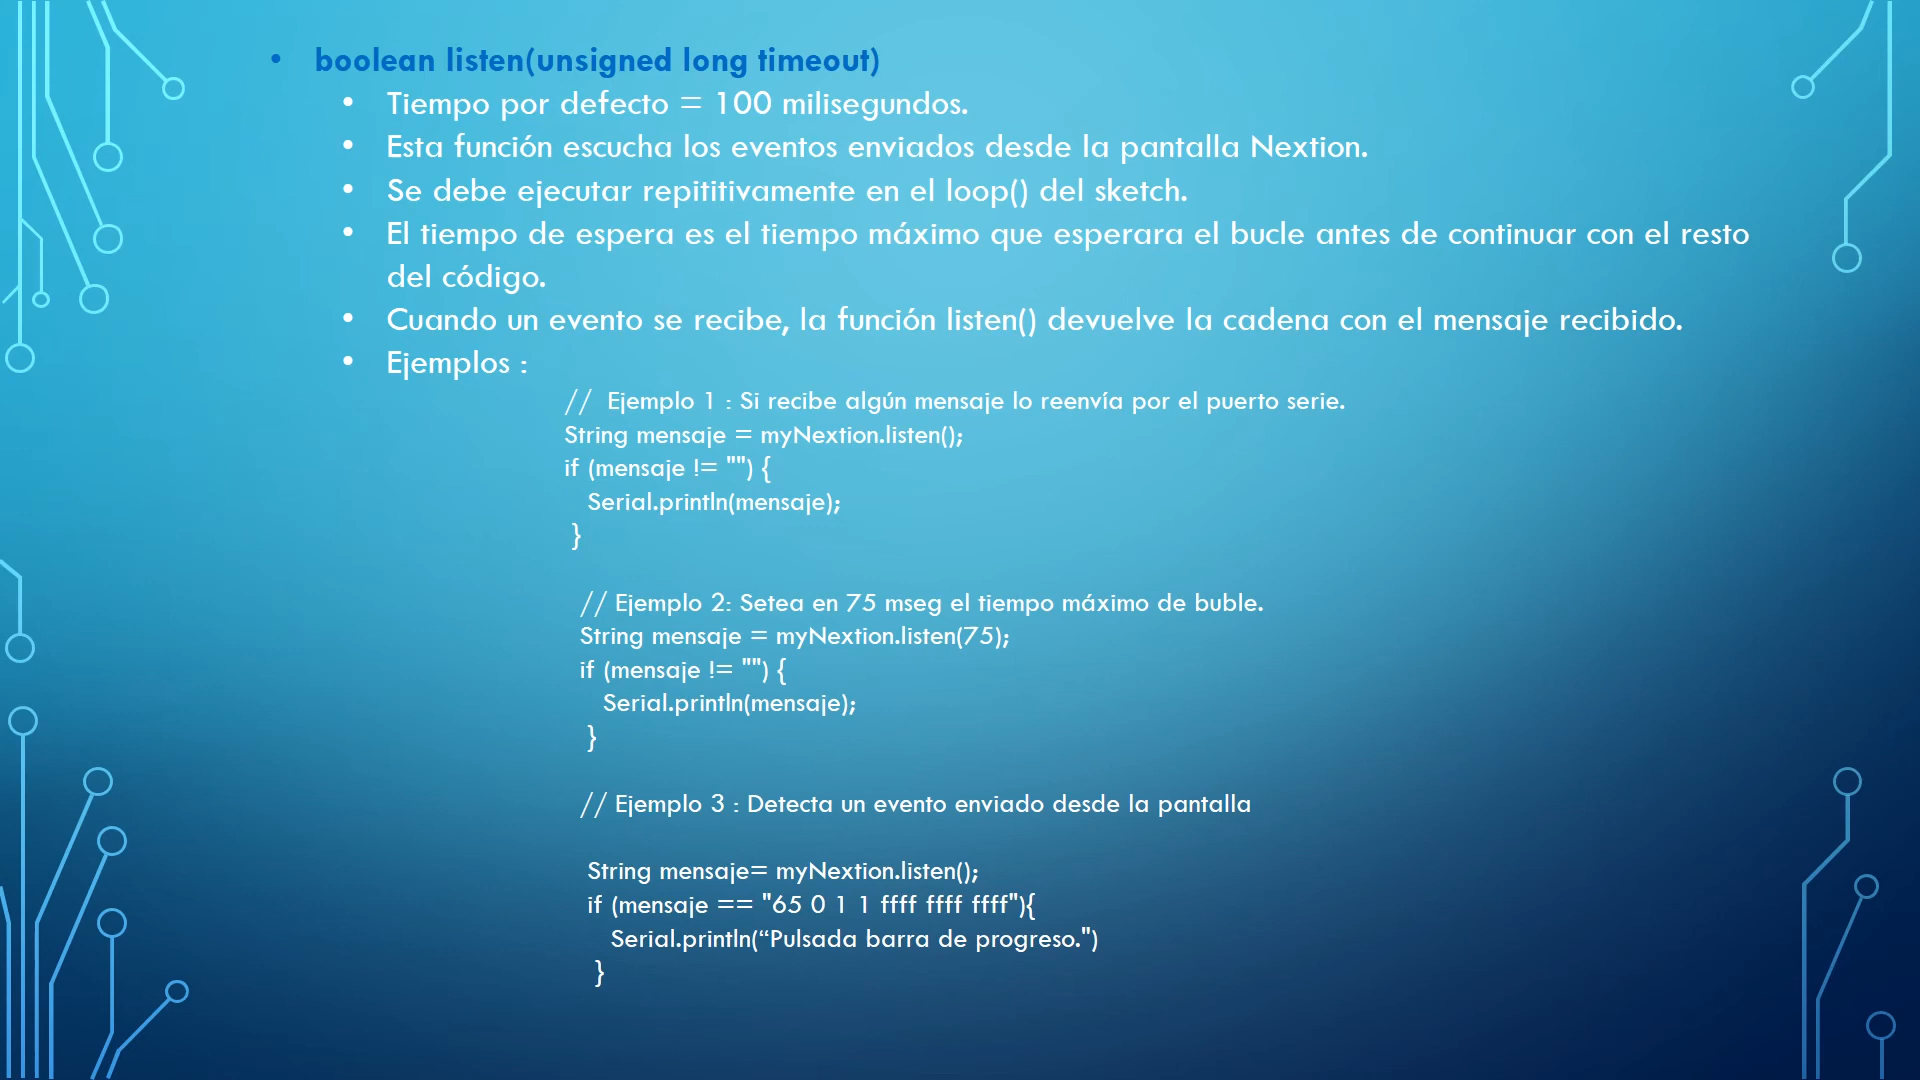 • boolean listen(unsigned long timeout)
• Tiempo por defecto = 100 milisegundos.
• Esta función escucha los eventos enviados desde la pantalla Nextion.
• Se debe ejecutar repititivamente en el loop() del sketch.
• El tiempo de espera es el tiempo máximo que esperara el bucle antes de continuar con el resto
del código.
• Cuando un evento se recibe, la función listen() devuelve la cadena con el mensaje recibido.
• Ejemplos :
//  Ejemplo 1 : Si recibe algún mensaje lo reenvía por el puerto serie.
String mensaje = myNextion.listen();
if (mensaje != "") {
Serial.println(mensaje);
}
// Ejemplo 2: Setea en 75 mseg el tiempo máximo de buble.
String mensaje = myNextion.listen(75);
if (mensaje != "") {
Serial.println(mensaje);
}
// Ejemplo 3 : Detecta un evento enviado desde la pantalla
String mensaje= myNextion.listen();
if (mensaje == "65 0 1 1 ffff ffff ffff"){
Serial.println(“Pulsada barra de progreso.")
}